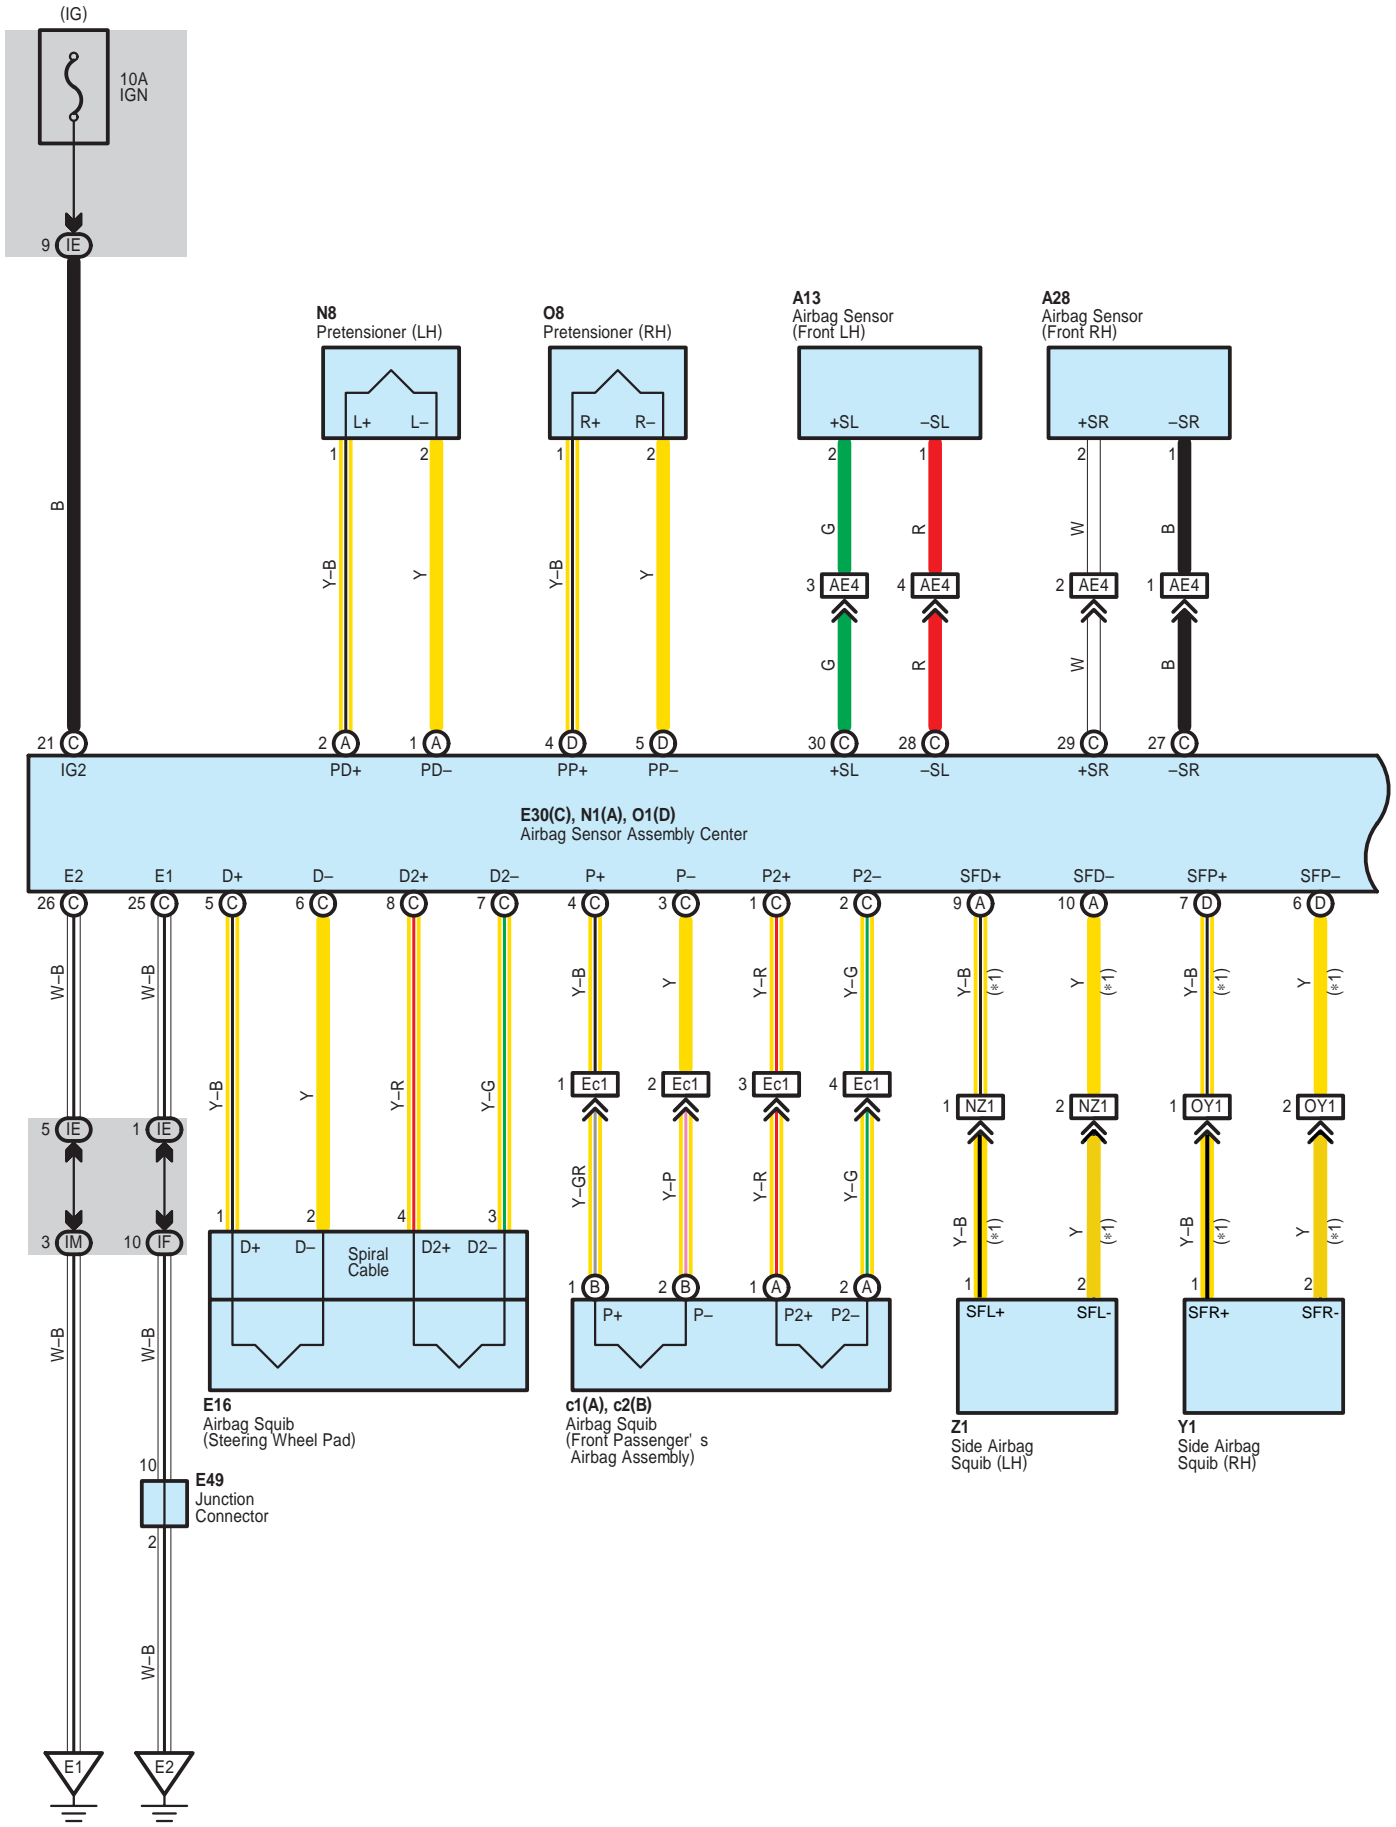 (IG)
10A
IGN
9 IE
B
N8
Pretensioner (LH)
L+ L–
1 2
Y–B Y
O8
Pretensioner (RH)
R+ R–
1 2
Y–B Y
A13
Airbag Sensor
(Front LH)
+SL –SL
2 1
G R
3 AE4 4 AE4
G R
A28
Airbag Sensor
(Front RH)
+SR –SR
2 1
W B
2 AE4 1 AE4
W B
21 C 2 A 1 A 4 D 5 D 30 C 28 C 29 C 27 C
IG2 PD+ PD– PP+ PP– +SL –SL +SR –SR
E30(C), N1(A), O1(D)
Airbag Sensor Assembly Center
E2 E1 D+ D– D2+ D2– P+ P– P2+ P2– SFD+ SFD– SFP+ SFP–
26 C 25 C 5 C 6 C 8 C 7 C 4 C 3 C 1 C 2 C 9 A 10 A 7 D 6 D
W–B W–B Y–B Y Y–R Y–G Y–B (*1) Y (*1) Y–B (*1) Y (*1)
Y–B Y Y–R Y–G
1 Ec1 2 Ec1 3 Ec1 4 Ec1
1 NZ1 2 NZ1 1 OY1 2 OY1
5 IE 1 IE
Y–GR Y–P Y–R Y–G
Y–B (*1) Y (*1) Y–B (*1) Y (*1)
3 IM 10 IF
1 2 4 3
D+ D– Spiral D2+ D2–
Cable
1 B 2 B 1 A 2 A
P+ P– P2+ P2–
1 2 1 2
SFL+ SFL- SFR+ SFR-
W–B W–B
E16
Airbag Squib
(Steering Wheel Pad)
c1(A), c2(B)
Airbag Squib
(Front Passenger' s
Airbag Assembly)
Z1
Side Airbag
Squib (LH)
Y1
Side Airbag
Squib (RH)
10
E49
Junction
Connector
2
W–B
E1 E2